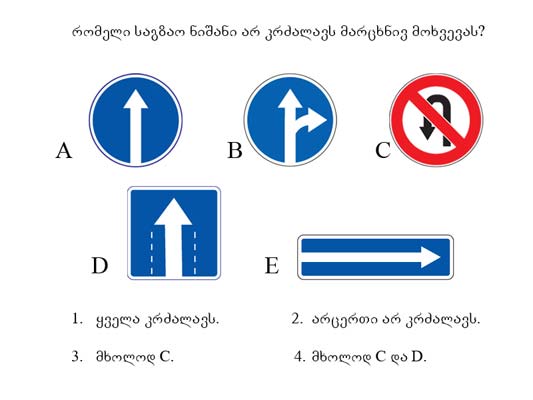 რომელი საგზაო ნიშანი არ კრძალავს მარცხნივ მოხვევას?
A B C
D E
1. ყველა კრძალავს. 2. არცერთი არ კრძალავს.
3. მხოლოდ C. 4. მხოლოდ C და D.